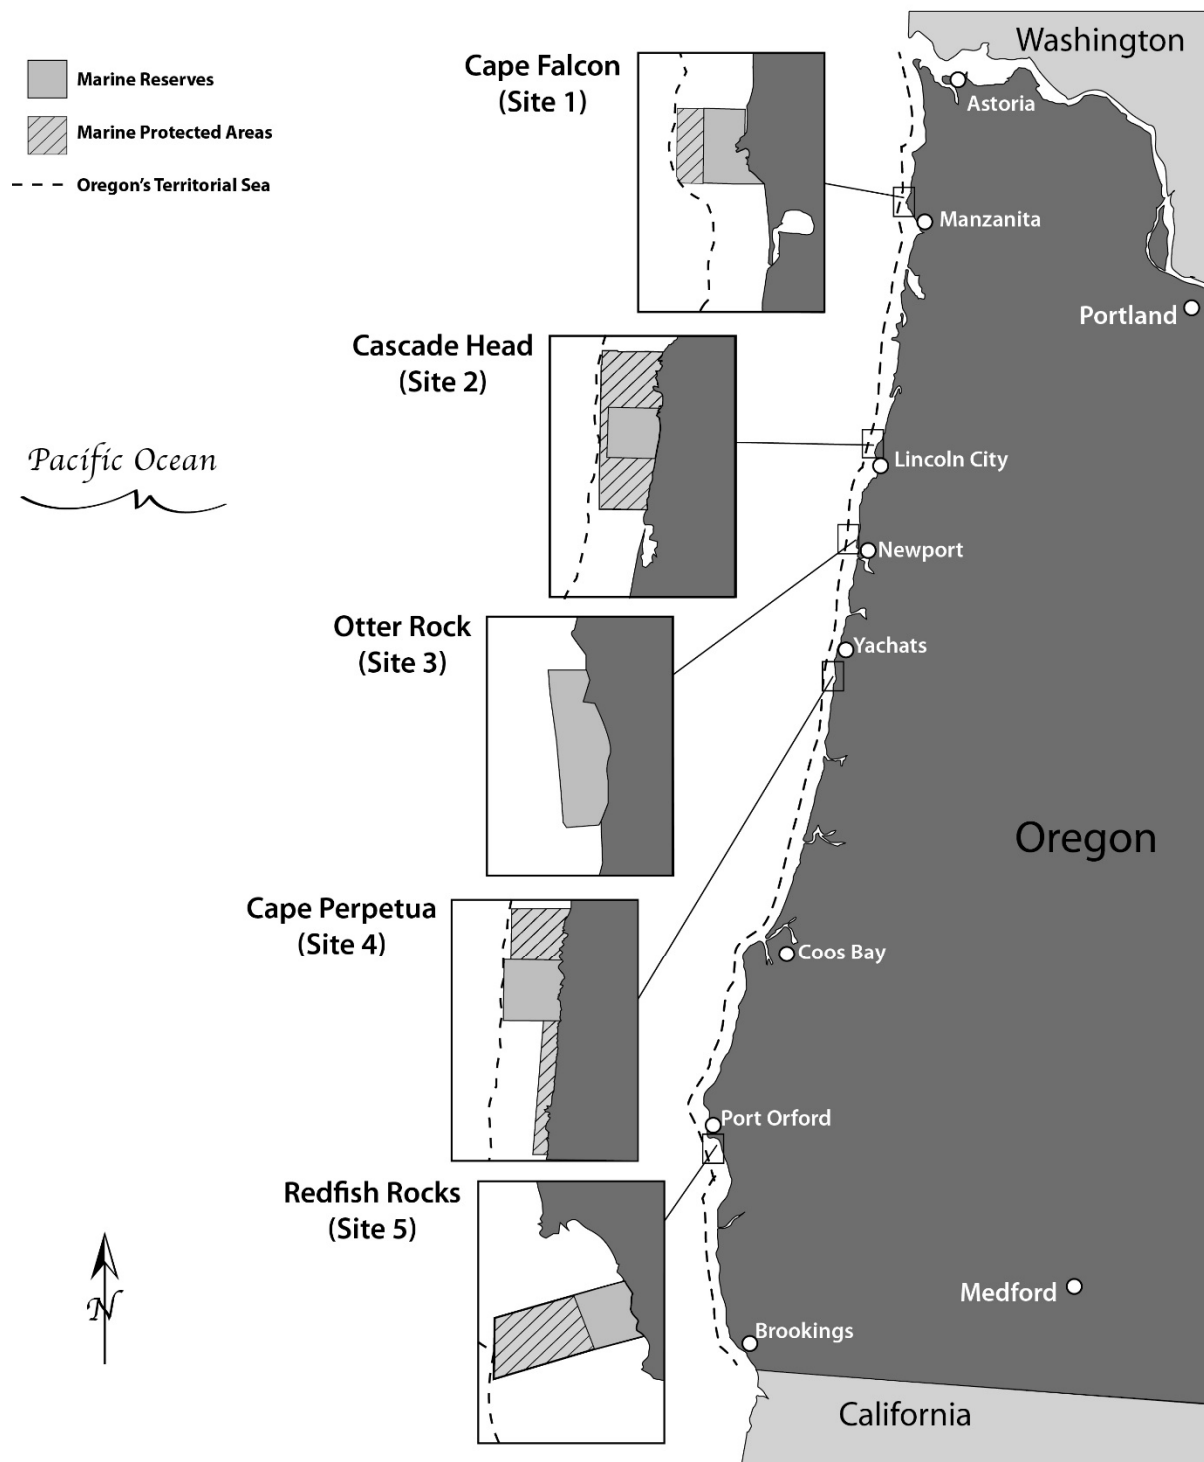 Marine Reserves
Marine Protected Areas
Oregon's Territorial Sea
Cape Falcon
(Site 1)
Cascade Head
(Site 2)
Otter Rock
(Site 3)
Cape Perpetua
(Site 4)
Redfish Rocks
(Site 5)
Pacific Ocean
N
Washington
Astoria
Manzanita
Portland
Lincoln City
Newport
Yachats
Oregon
Coos Bay
Port Orford
Medford
Brookings
California